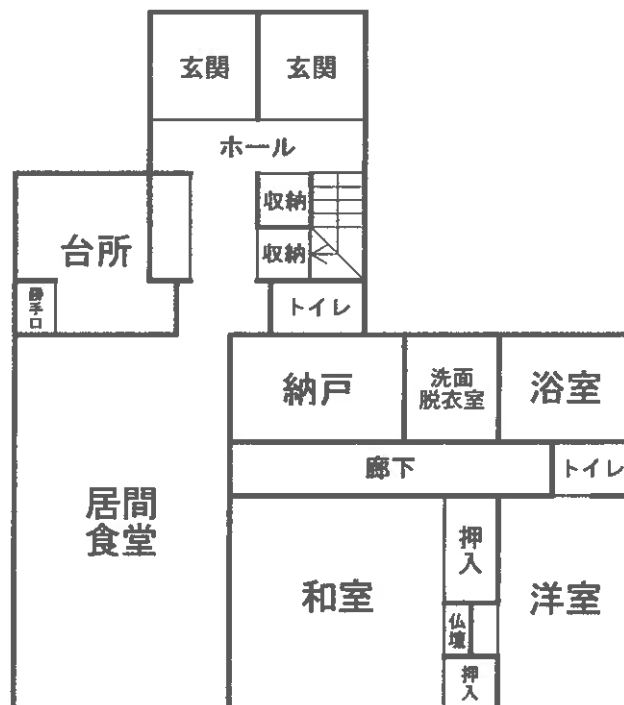 玄関
玄関
ホール
収納
収納
台所
勝手口
トイレ
納戸
洗面
脱衣室
浴室
廊下
トイレ
居間
食堂
和室
押入
仏壇
押入
洋室